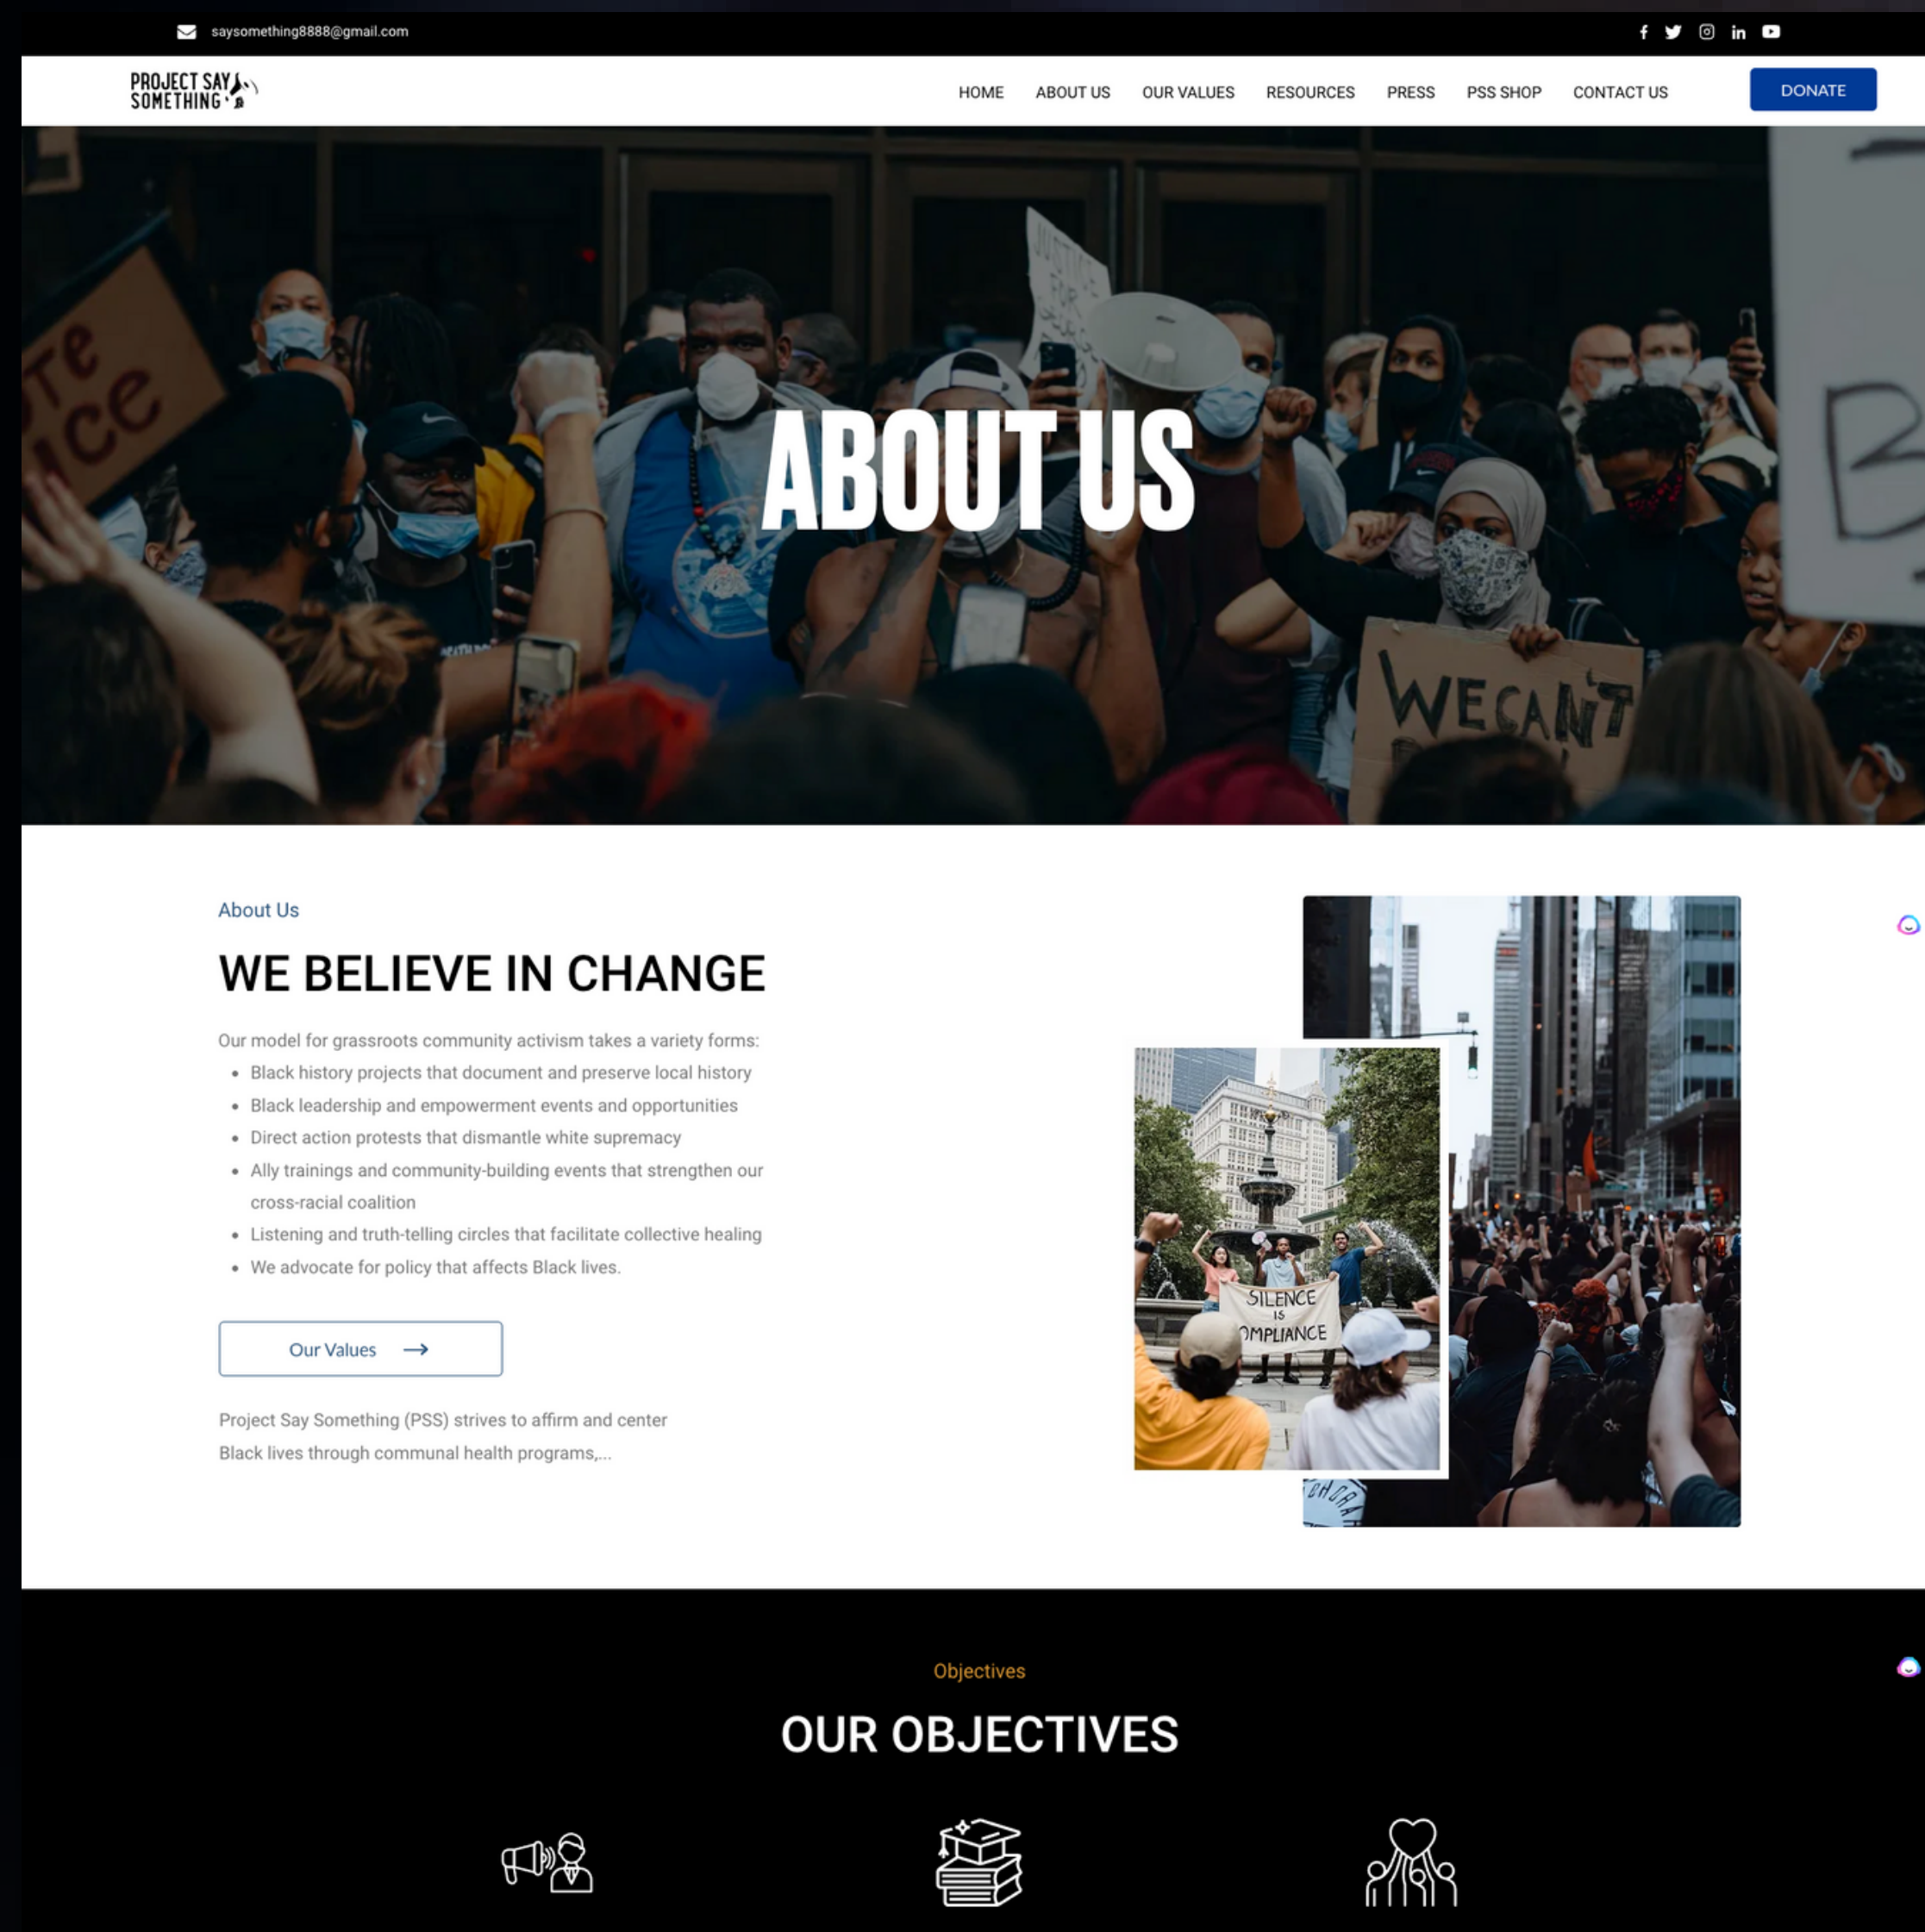 saysomething8888@gmail.com
PROJECT SAY
SOMETHING
HOME ABOUT US OUR VALUES RESOURCES PRESS PSS SHOP CONTACT US DONATE
JUSTICE
FOR
ABOUT US
WE CAN'T
B
About Us
WE BELIEVE IN CHANGE
Our model for grassroots community activism takes a variety forms:
Black history projects that document and preserve local history
Black leadership and empowerment events and opportunities
Direct action protests that dismantle white supremacy
Ally trainings and community-building events that strengthen our
cross-racial coalition
Listening and truth-telling circles that facilitate collective healing
We advocate for policy that affects Black lives.
Our Values
Project Say Something (PSS) strives to affirm and center
Black lives through communal health programs,...
SILENCE
IS
OMPLIANCE
Objectives
OUR OBJECTIVES